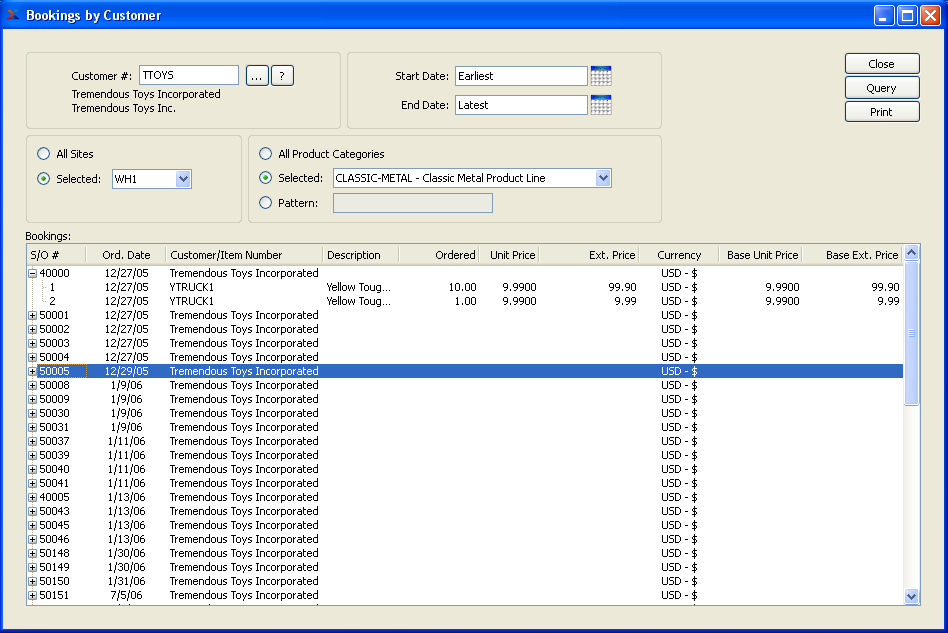 Bookings by Customer
Customer #: TTOYS ... ?
Tremendous Toys Incorporated
Tremendous Toys Inc.
Start Date: Earliest
End Date: Latest
Close
Query
Print
All Sites
Selected: WH1
All Product Categories
Selected: CLASSIC-METAL - Classic Metal Product Line
Pattern:
Bookings:
S/O # Ord. Date Customer/Item Number Description Ordered Unit Price Ext. Price Currency Base Unit Price Base Ext. Price
40000 12/27/05 Tremendous Toys Incorporated USD - $
1 12/27/05 YTRUCK1 Yellow Toug... 10.00 9.9900 99.90 9.9900 99.90
2 12/27/05 YTRUCK1 Yellow Toug... 1.00 9.9900 9.99 9.9900 9.99
50001 12/27/05 Tremendous Toys Incorporated USD - $
50002 12/27/05 Tremendous Toys Incorporated USD - $
50003 12/27/05 Tremendous Toys Incorporated USD - $
50004 12/27/05 Tremendous Toys Incorporated USD - $
50005 12/29/05 Tremendous Toys Incorporated USD - $
50008 1/9/06 Tremendous Toys Incorporated USD - $
50009 1/9/06 Tremendous Toys Incorporated USD - $
50030 1/9/06 Tremendous Toys Incorporated USD - $
50031 1/9/06 Tremendous Toys Incorporated USD - $
50037 1/11/06 Tremendous Toys Incorporated USD - $
50039 1/11/06 Tremendous Toys Incorporated USD - $
50040 1/11/06 Tremendous Toys Incorporated USD - $
50041 1/11/06 Tremendous Toys Incorporated USD - $
40005 1/13/06 Tremendous Toys Incorporated USD - $
50043 1/13/06 Tremendous Toys Incorporated USD - $
50045 1/13/06 Tremendous Toys Incorporated USD - $
50046 1/13/06 Tremendous Toys Incorporated USD - $
50148 1/30/06 Tremendous Toys Incorporated USD - $
50149 1/30/06 Tremendous Toys Incorporated USD - $
50150 1/31/06 Tremendous Toys Incorporated USD - $
50151 7/5/06 Tremendous Toys Incorporated USD - $